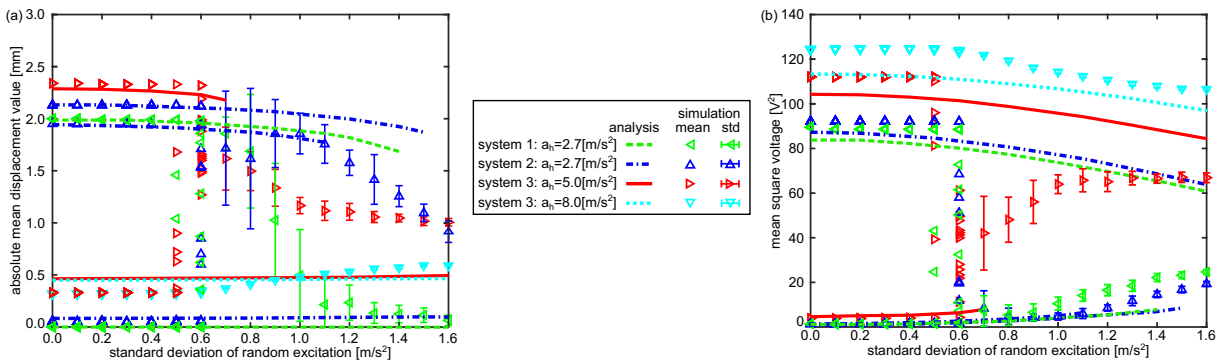 (a)
3.0
2.5
2.0
1.5
1.0
0.5
0.0
absolute mean displacement value [mm]
0.0 0.2 0.4 0.6 0.8 1.0 1.2 1.4 1.6
standard deviation of random excitation [m/s²]
simulation
analysis mean std
system 1: aₕ=2.7[m/s²]
system 2: aₕ=2.7[m/s²]
system 3: aₕ=5.0[m/s²]
system 3: aₕ=8.0[m/s²]
(b)
140
120
100
80
60
40
20
0
mean square voltage [V²]
0.0 0.2 0.4 0.6 0.8 1.0 1.2 1.4 1.6
standard deviation of random excitation [m/s²]